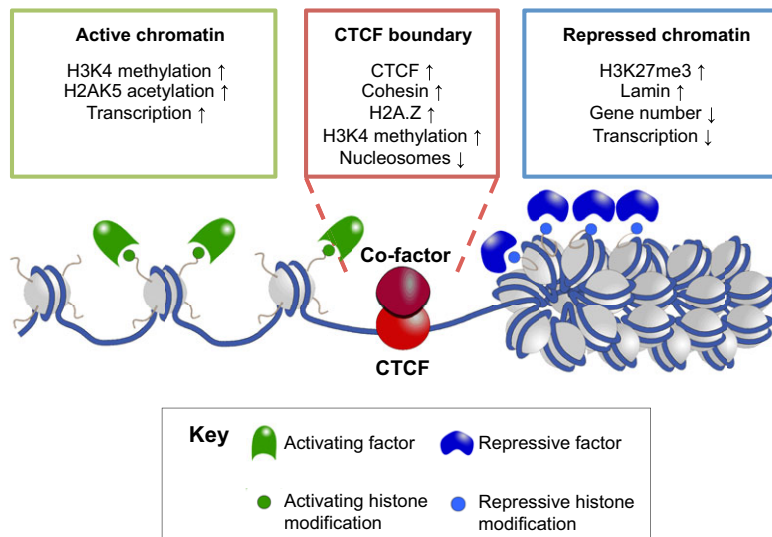 Active chromatin
H3K4 methylation ↑
H2AK5 acetylation ↑
Transcription ↑
CTCF boundary
CTCF ↑
Cohesin ↑
H2A.Z ↑
H3K4 methylation ↑
Nucleosomes ↓
Repressed chromatin
H3K27me3 ↑
Lamin ↑
Gene number ↓
Transcription ↓
Co-factor
CTCF
Key
Activating factor
Repressive factor
Activating histone
modification
Repressive histone
modification